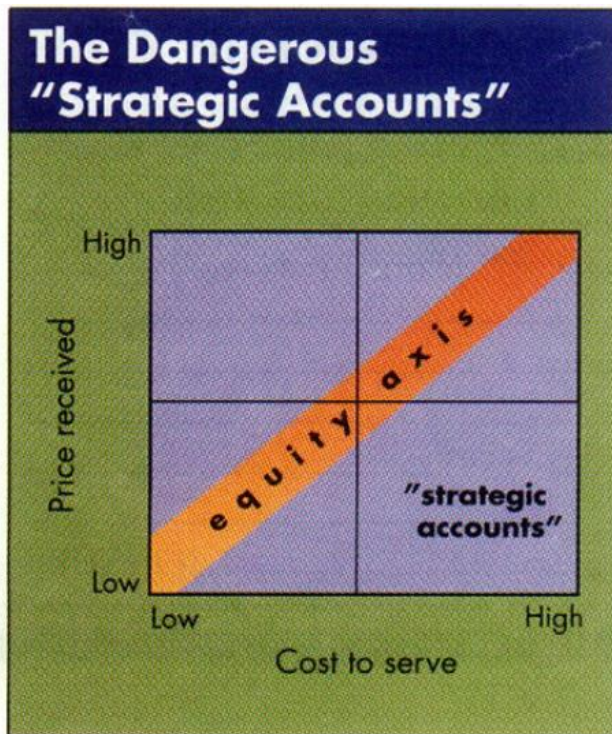 The Dangerous
“Strategic Accounts”
High
Price received
equity axis
"strategic
accounts"
Low
Low
High
Cost to serve